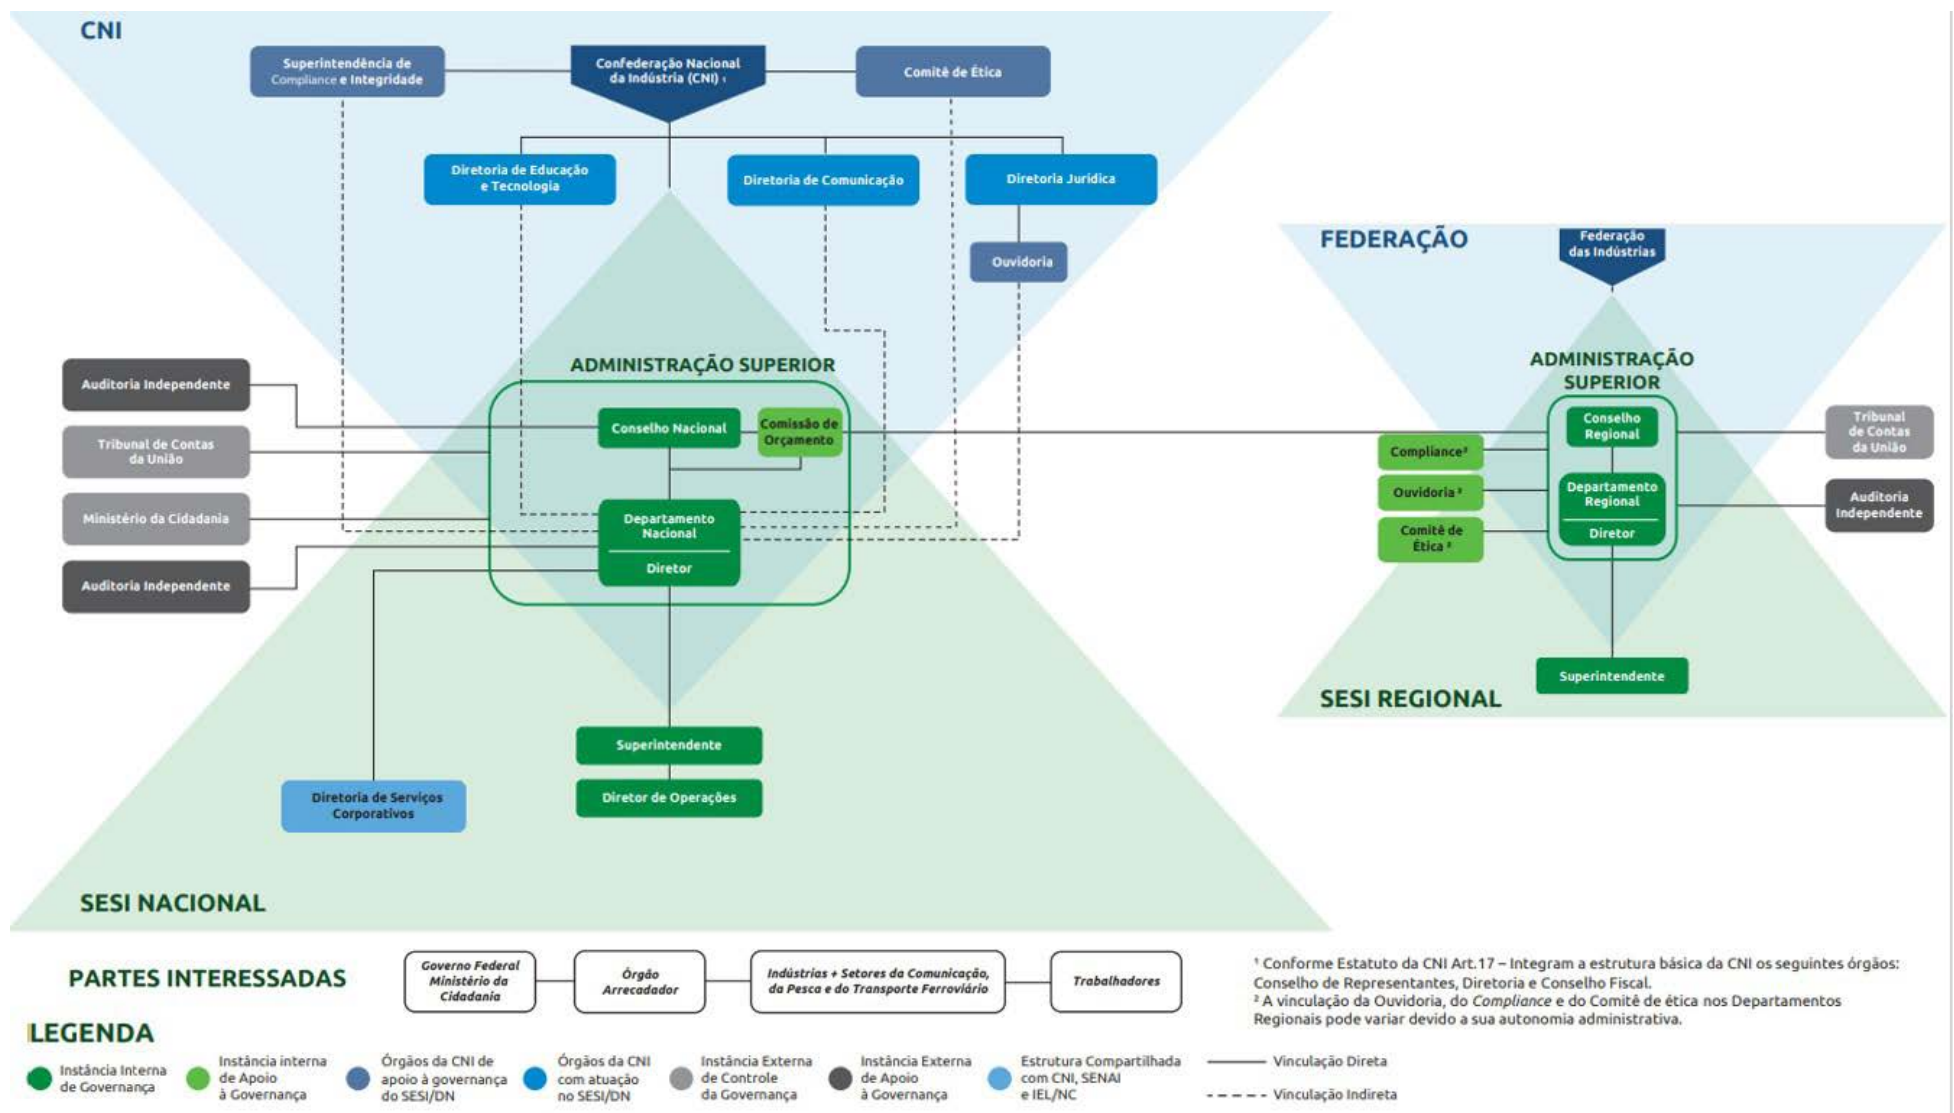 CNI
Superintendência de
Compliance e Integridade
Confederação Nacional
da Indústria (CNI) ¹
Comitê de Ética
Diretoria de Educação
e Tecnologia
Diretoria de Comunicação
Diretoria Jurídica
Ouvidoria
FEDERAÇÃO
Federação
das Indústrias
ADMINISTRAÇÃO SUPERIOR
Auditoria Independente
Tribunal de Contas
da União
Ministério da Cidadania
Auditoria Independente
Conselho Nacional
Comissão de
Orçamento
Departamento
Nacional
Diretor
ADMINISTRAÇÃO
SUPERIOR
Conselho
Regional
Compliance²
Ouvidoria ²
Comitê de
Ética ²
Departamento
Regional
Diretor
Tribunal
de Contas
da União
Auditoria
Independente
Superintendente
SESI REGIONAL
Superintendente
Diretor de Operações
Diretoria de Serviços
Corporativos
SESI NACIONAL
PARTES INTERESSADAS
Governo Federal
Ministério da
Cidadania
Órgão
Arrecadador
Indústrias + Setores da Comunicação,
da Pesca e do Transporte Ferroviário
Trabalhadores
¹ Conforme Estatuto da CNI Art.17 – Integram a estrutura básica da CNI os seguintes órgãos:
Conselho de Representantes, Diretoria e Conselho Fiscal.
² A vinculação da Ouvidoria, do Compliance e do Comitê de ética nos Departamentos
Regionais pode variar devido a sua autonomia administrativa.
LEGENDA
Instância Interna
de Governança
Instância interna
de Apoio
à Governança
Órgãos da CNI de
apoio à governança
do SESI/DN
Órgãos da CNI
com atuação
no SESI/DN
Instância Externa
de Controle
da Governança
Instância Externa
de Apoio
à Governança
Estrutura Compartilhada
com CNI, SENAI
e IEL/NC
Vinculação Direta
Vinculação Indireta